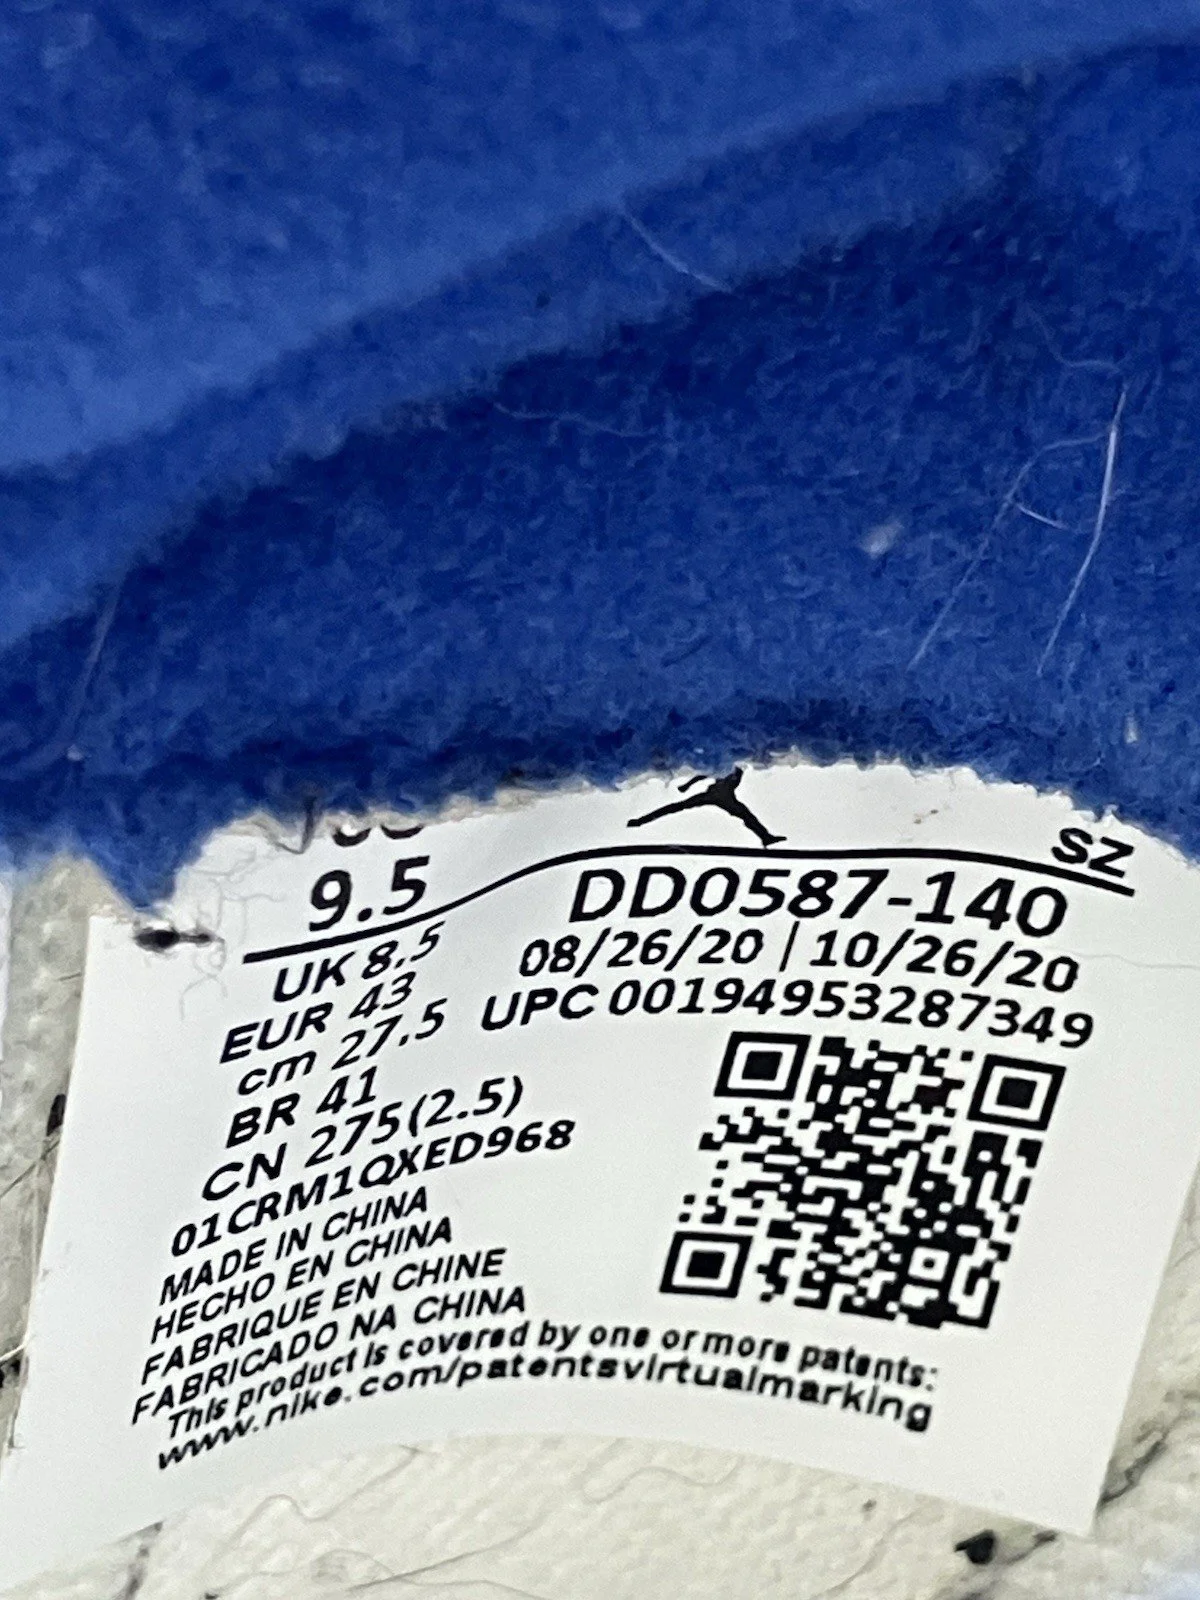 9.5
SZ
DD0587-140
08/26/20 | 10/26/20
UPC 00194953287349
UK 8.5
EUR 43
cm 27.5
BR 41
CN 275(2.5)
01CRM1QXED968
MADE IN CHINA
HECHO EN CHINA
FABRIQUE EN CHINE
FABRICADO NA CHINA
This product is covered by one or more patents:
www.nike.com/patentsvirtualmarking